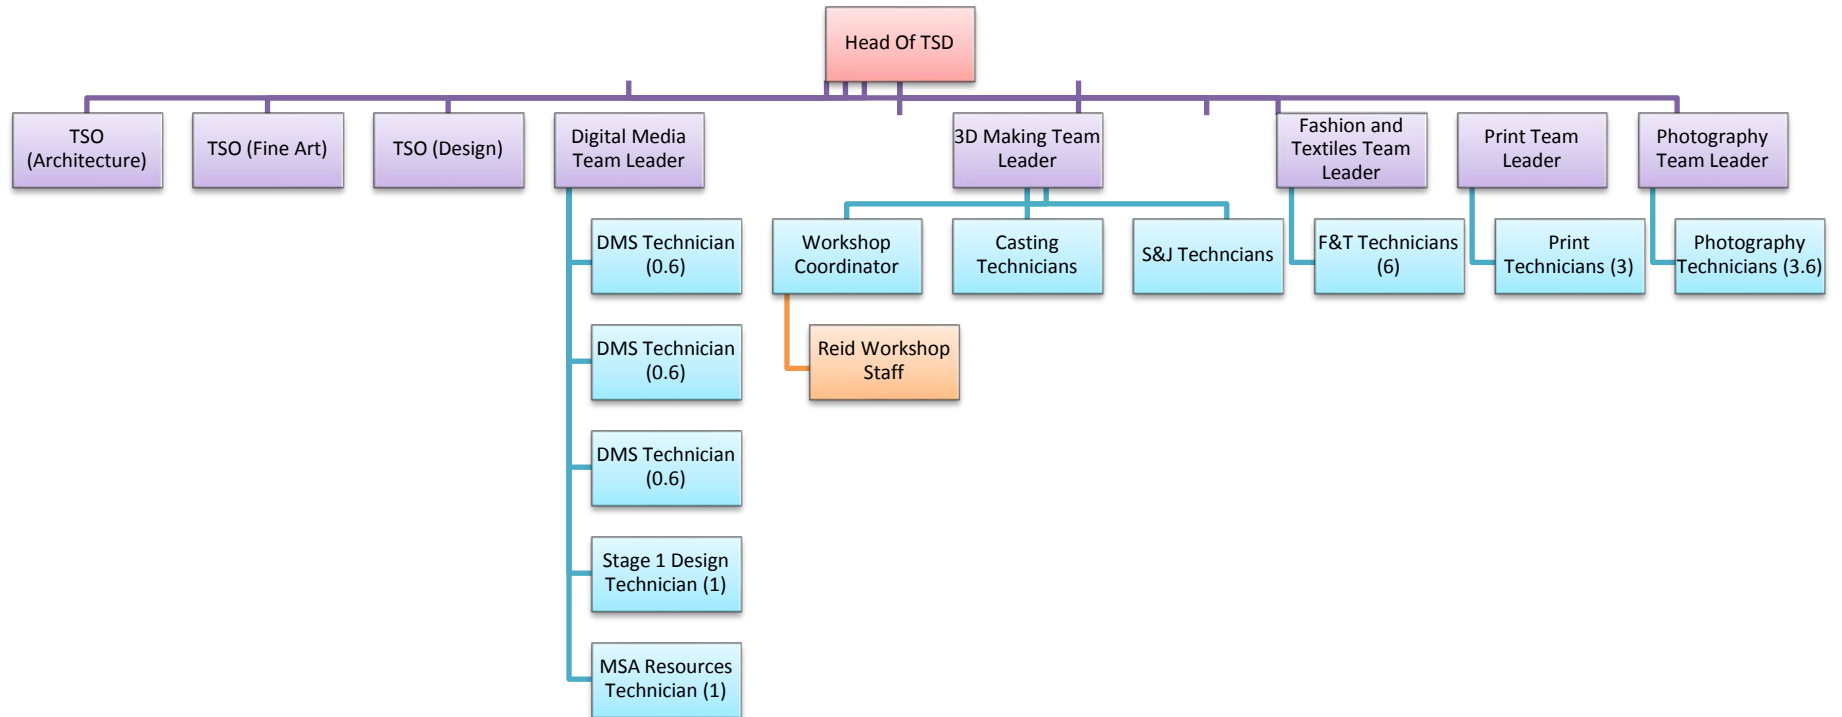 Head Of TSD
TSO
(Architecture)
TSO (Fine Art)
TSO (Design)
Digital Media
Team Leader
3D Making Team
Leader
Fashion and
Textiles Team
Leader
Print Team
Leader
Photography
Team Leader
DMS Technician
(0.6)
Workshop
Coordinator
Casting
Technicians
S&J Techncians
F&T Technicians
(6)
Print
Technicians (3)
Photography
Technicians (3.6)
DMS Technician
(0.6)
Reid Workshop
Staff
DMS Technician
(0.6)
Stage 1 Design
Technician (1)
MSA Resources
Technician (1)